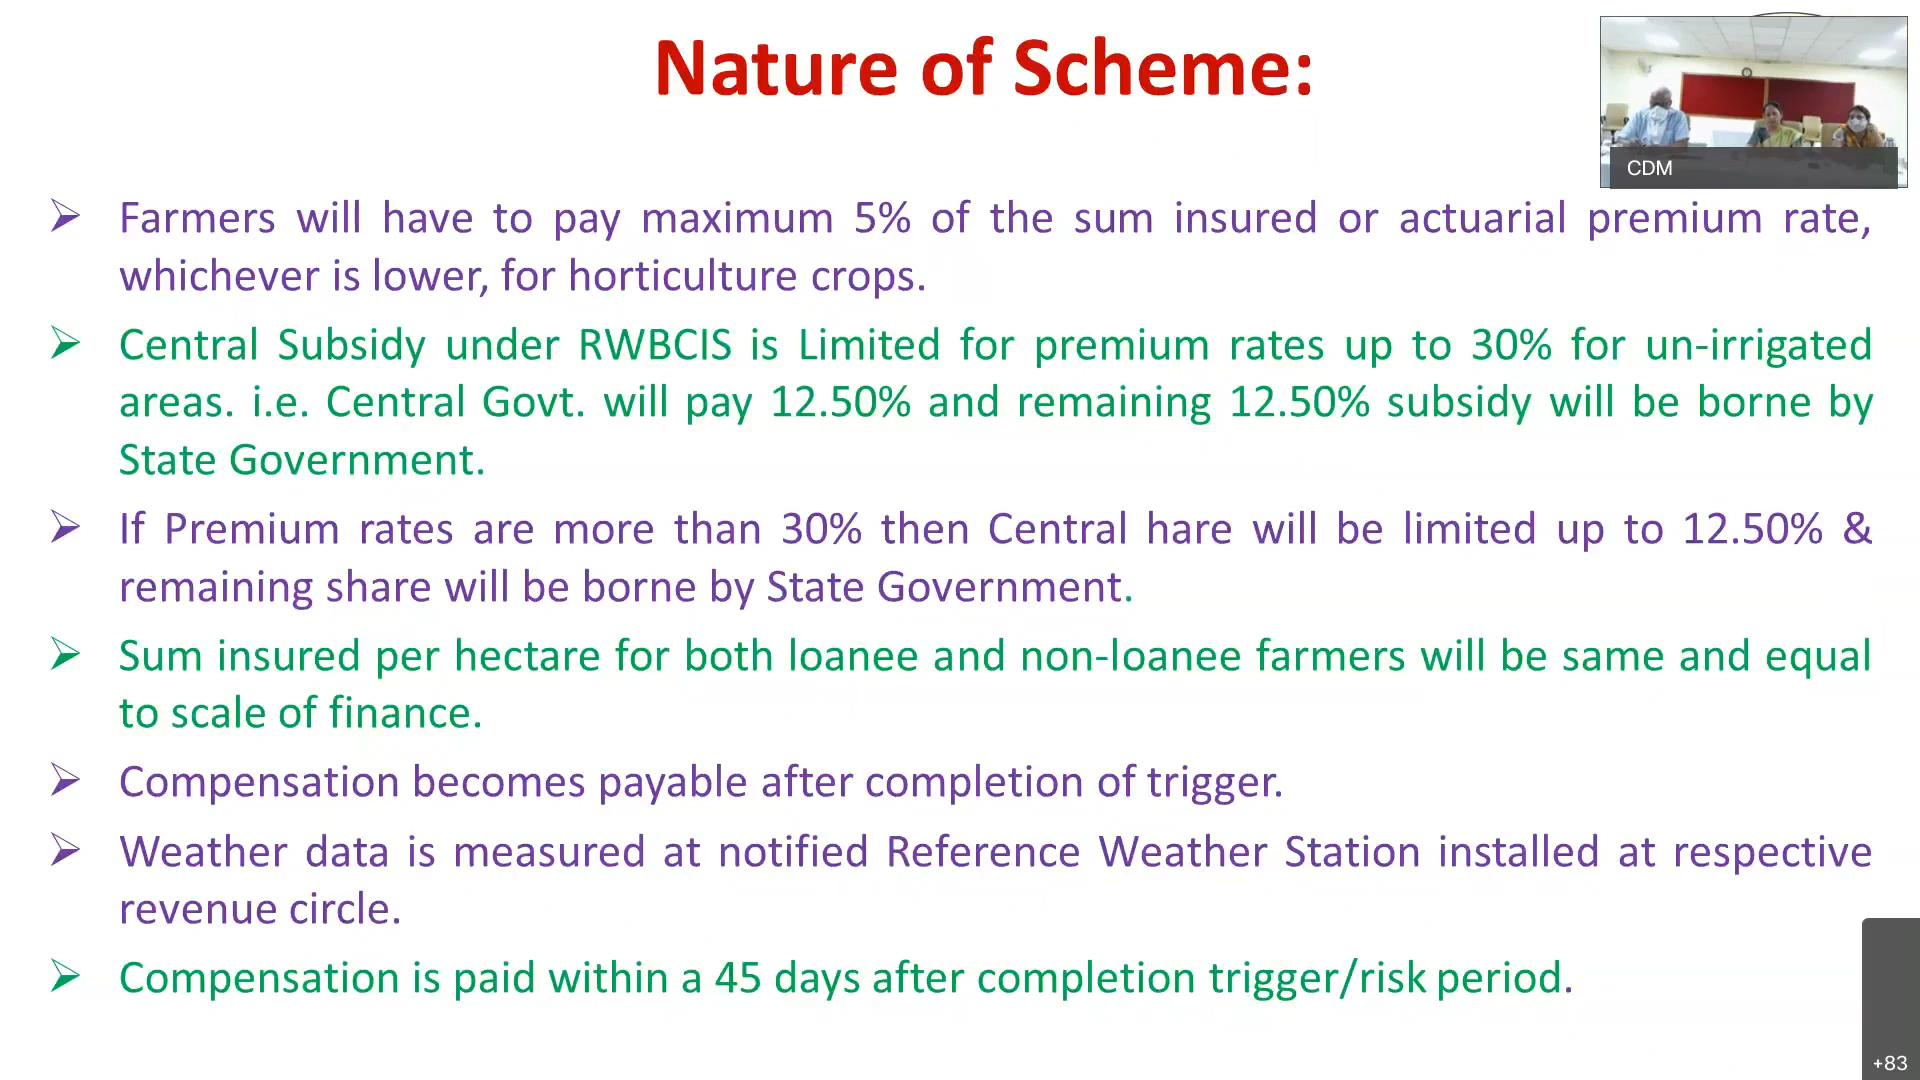 Nature of Scheme:
CDM
Farmers will have to pay maximum 5% of the sum insured or actuarial premium rate,
whichever is lower, for horticulture crops.
Central Subsidy under RWBCIS is Limited for premium rates up to 30% for un-irrigated
areas. i.e. Central Govt. will pay 12.50% and remaining 12.50% subsidy will be borne by
State Government.
If Premium rates are more than 30% then Central hare will be limited up to 12.50% &
remaining share will be borne by State Government.
Sum insured per hectare for both loanee and non-loanee farmers will be same and equal
to scale of finance.
Compensation becomes payable after completion of trigger.
Weather data is measured at notified Reference Weather Station installed at respective
revenue circle.
Compensation is paid within a 45 days after completion trigger/risk period.
+83